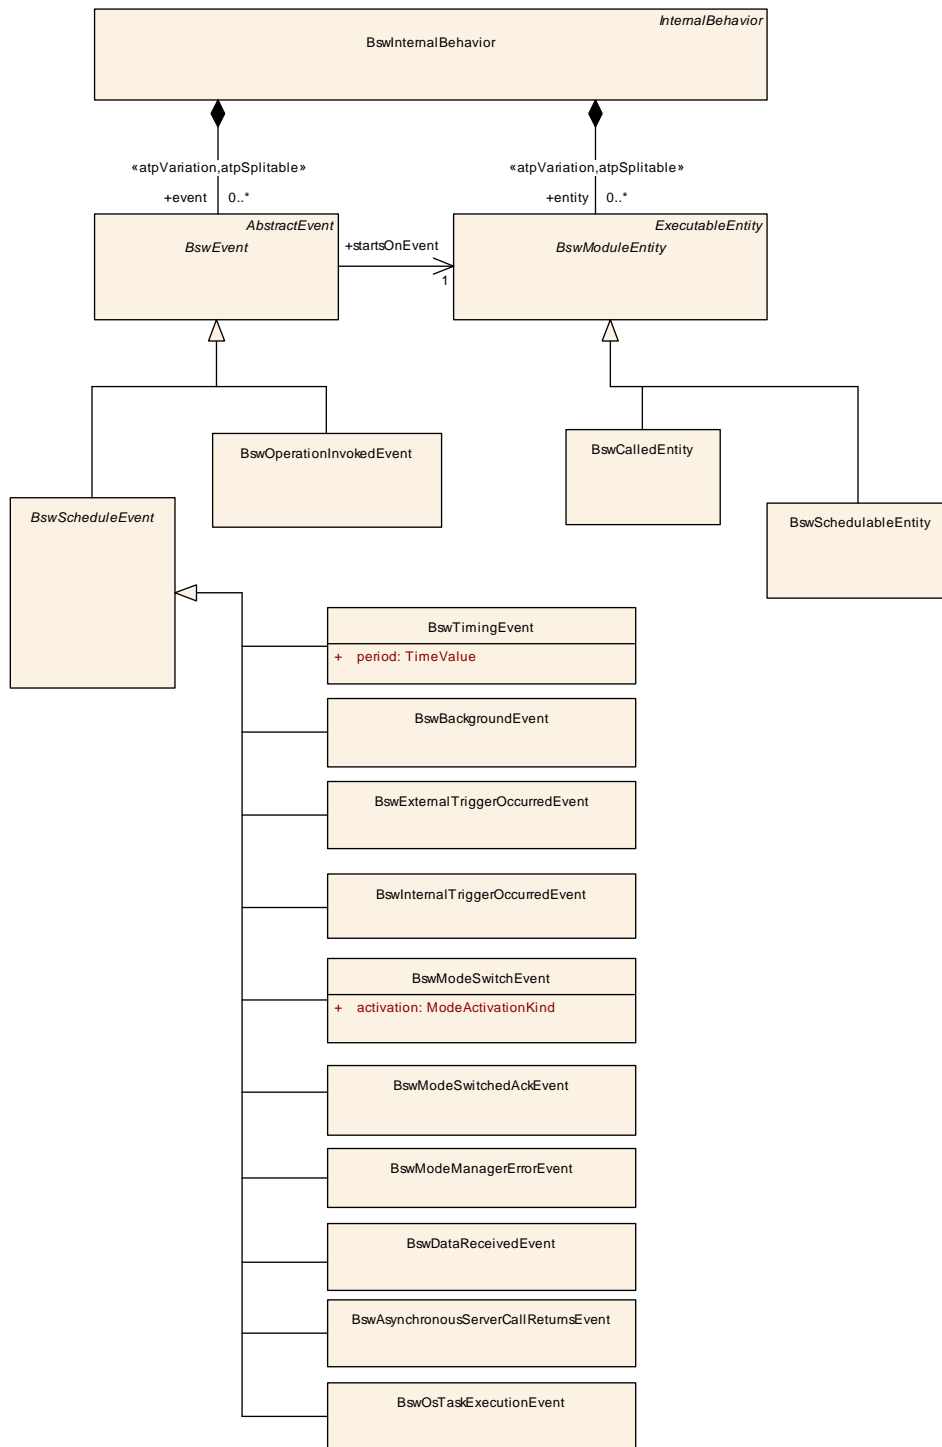 InternalBehavior
BswInternalBehavior
«atpVariation,atpSplitable»
«atpVariation,atpSplitable»
+event 0..*
+entity 0..*
AbstractEvent
BswEvent
+startsOnEvent
1
ExecutableEntity
BswModuleEntity
BswOperationInvokedEvent
BswCalledEntity
BswScheduleEvent
BswSchedulableEntity
BswTimingEvent
+ period: TimeValue
BswBackgroundEvent
BswExternalTriggerOccurredEvent
BswInternalTriggerOccurredEvent
BswModeSwitchEvent
+ activation: ModeActivationKind
BswModeSwitchedAckEvent
BswModeManagerErrorEvent
BswDataReceivedEvent
BswAsynchronousServerCallReturnsEvent
BswOsTaskExecutionEvent